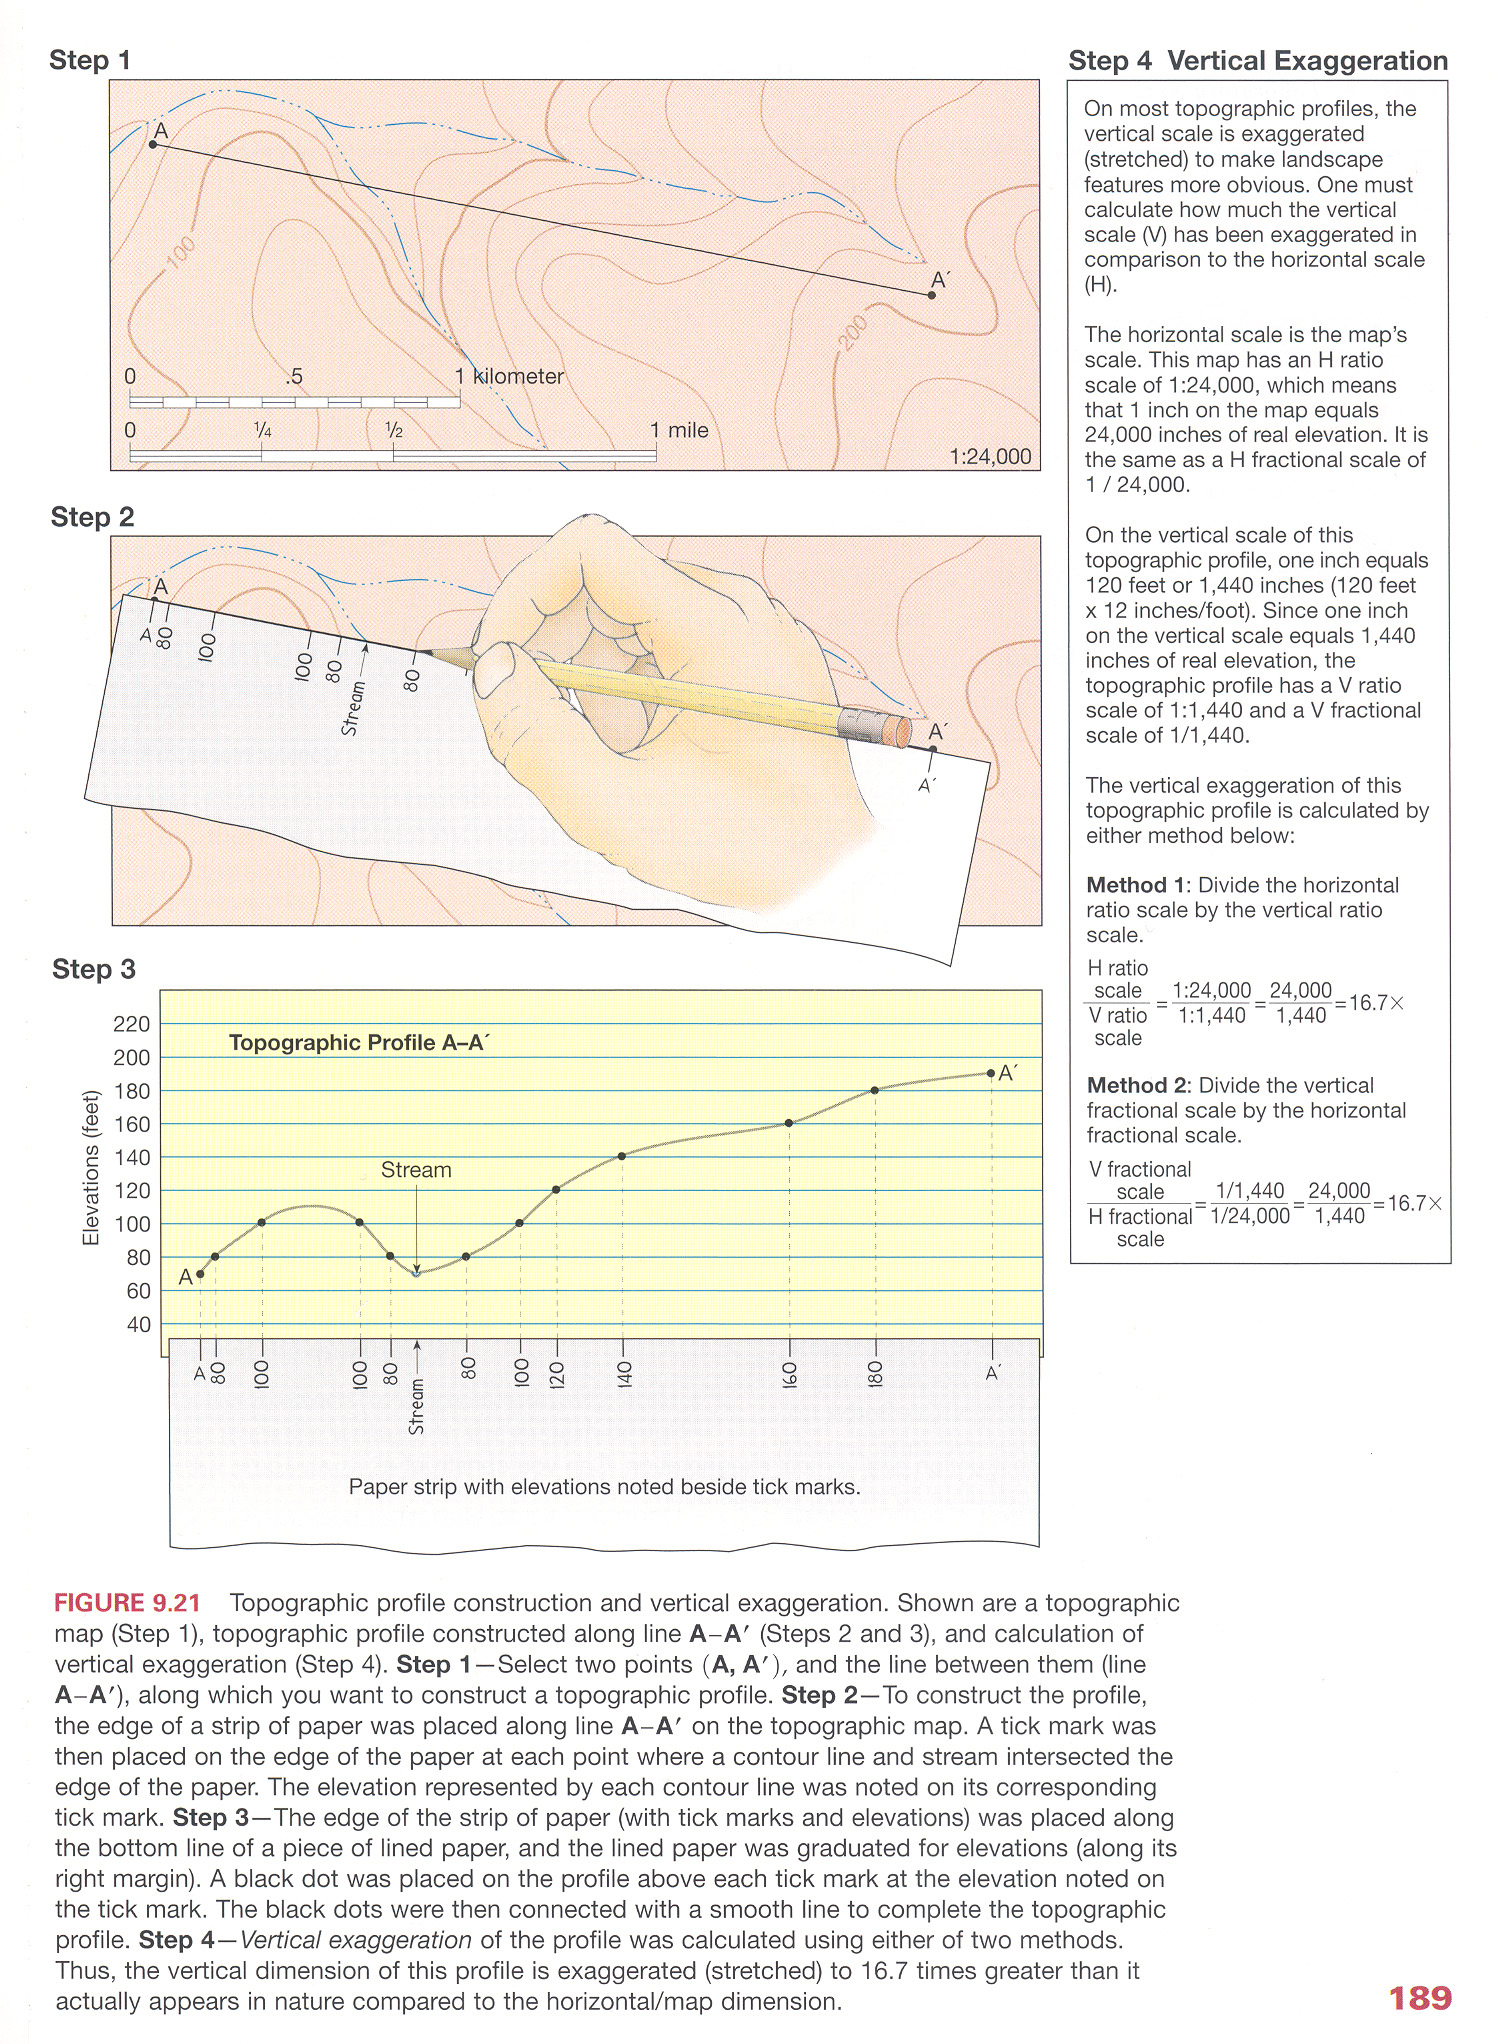 Step 1
A
A′
100
200
0 .5 1 kilometer
0 1/4 1/2 1 mile
1:24,000
Step 2
A
A
80
100
100
80
Stream
80
A′
A′
Step 3
Topographic Profile A–A′
Elevations (feet)
220
200
180
160
140
120
100
80
60
40
A
Stream
A′
A 80 100 100 80 Stream 80 100 120 140 160 180 A′
Paper strip with elevations noted beside tick marks.
Step 4 Vertical Exaggeration
On most topographic profiles, the
vertical scale is exaggerated
(stretched) to make landscape
features more obvious. One must
calculate how much the vertical
scale (V) has been exaggerated in
comparison to the horizontal scale
(H).
The horizontal scale is the map's
scale. This map has an H ratio
scale of 1:24,000, which means
that 1 inch on the map equals
24,000 inches of real elevation. It is
the same as a H fractional scale of
1 / 24,000.
On the vertical scale of this
topographic profile, one inch equals
120 feet or 1,440 inches (120 feet
x 12 inches/foot). Since one inch
on the vertical scale equals 1,440
inches of real elevation, the
topographic profile has a V ratio
scale of 1:1,440 and a V fractional
scale of 1/1,440.
The vertical exaggeration of this
topographic profile is calculated by
either method below:
Method 1: Divide the horizontal
ratio scale by the vertical ratio
scale.
H ratio
scale 1:24,000 24,000
= = = 16.7×
V ratio 1:1,440 1,440
scale
Method 2: Divide the vertical
fractional scale by the horizontal
fractional scale.
V fractional
scale 1/1,440 24,000
= = = 16.7×
H fractional 1/24,000 1,440
scale
FIGURE 9.21 Topographic profile construction and vertical exaggeration. Shown are a topographic
map (Step 1), topographic profile constructed along line A–A′ (Steps 2 and 3), and calculation of
vertical exaggeration (Step 4). Step 1—Select two points (A, A′), and the line between them (line
A–A′), along which you want to construct a topographic profile. Step 2—To construct the profile,
the edge of a strip of paper was placed along line A–A′ on the topographic map. A tick mark was
then placed on the edge of the paper at each point where a contour line and stream intersected the
edge of the paper. The elevation represented by each contour line was noted on its corresponding
tick mark. Step 3—The edge of the strip of paper (with tick marks and elevations) was placed along
the bottom line of a piece of lined paper, and the lined paper was graduated for elevations (along its
right margin). A black dot was placed on the profile above each tick mark at the elevation noted on
the tick mark. The black dots were then connected with a smooth line to complete the topographic
profile. Step 4—Vertical exaggeration of the profile was calculated using either of two methods.
Thus, the vertical dimension of this profile is exaggerated (stretched) to 16.7 times greater than it
actually appears in nature compared to the horizontal/map dimension.
189